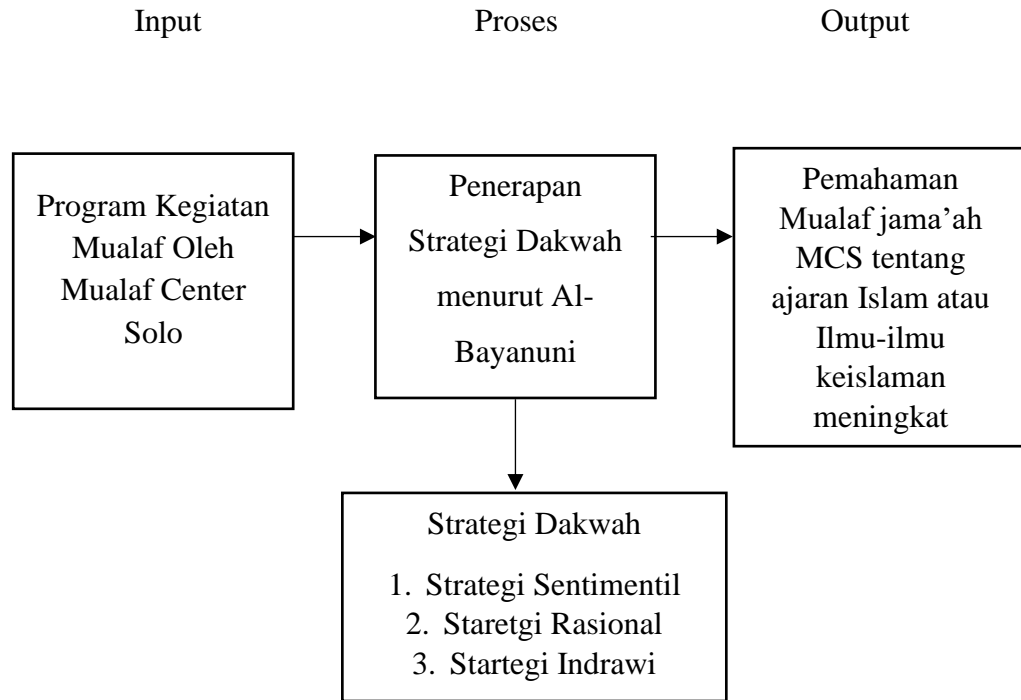 Input
Proses
Output
Program Kegiatan
Mualaf Oleh
Mualaf Center
Solo
Penerapan
Strategi Dakwah
menurut Al-
Bayanuni
Pemahaman
Mualaf jama’ah
MCS tentang
ajaran Islam atau
Ilmu-ilmu
keislaman
meningkat
Strategi Dakwah
1. Strategi Sentimentil
2. Staretgi Rasional
3. Startegi Indrawi